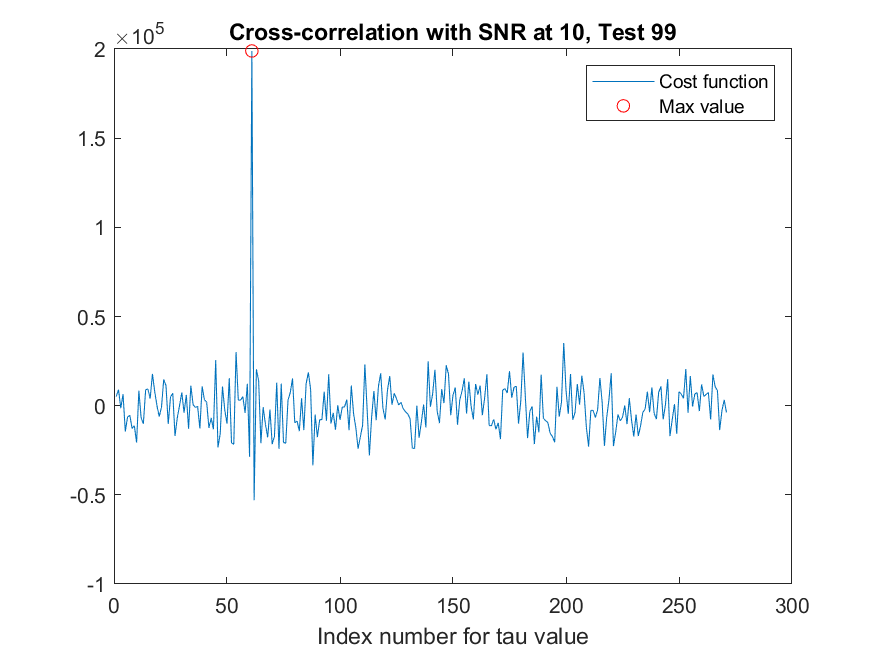 Cross-correlation with SNR at 10, Test 99
×10^5
2
1.5
1
0.5
0
-0.5
-1
0 50 100 150 200 250 300
Index number for tau value
Cost function
Max value